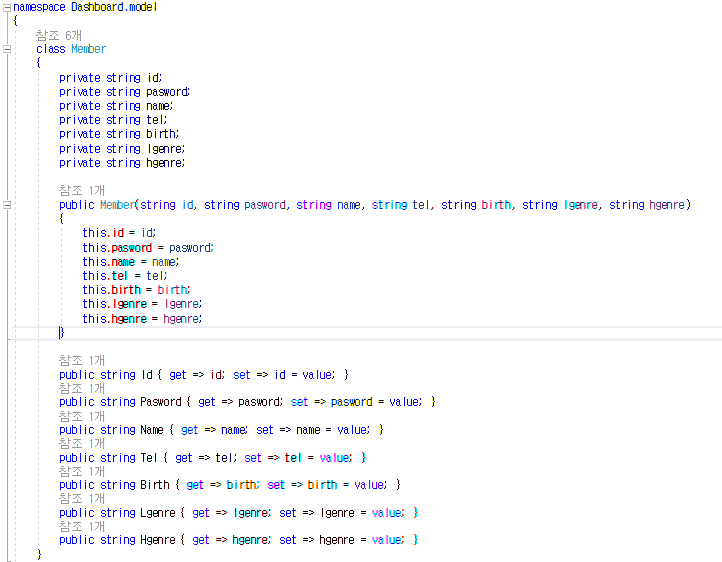 namespace Dashboard.model
{
참조 6개
class Member
{
private string id;
private string pasword;
private string name;
private string tel;
private string birth;
private string lgenre;
private string hgenre;
참조 1개
public Member(string id, string pasword, string name, string tel, string birth, string lgenre, string hgenre)
{
this.id = id;
this.pasword = pasword;
this.name = name;
this.tel = tel;
this.birth = birth;
this.lgenre = lgenre;
this.hgenre = hgenre;
}
참조 1개
public string Id { get => id; set => id = value; }
참조 1개
public string Pasword { get => pasword; set => pasword = value; }
참조 1개
public string Name { get => name; set => name = value; }
참조 1개
public string Tel { get => tel; set => tel = value; }
참조 1개
public string Birth { get => birth; set => birth = value; }
참조 1개
public string Lgenre { get => lgenre; set => lgenre = value; }
참조 1개
public string Hgenre { get => hgenre; set => hgenre = value; }
}